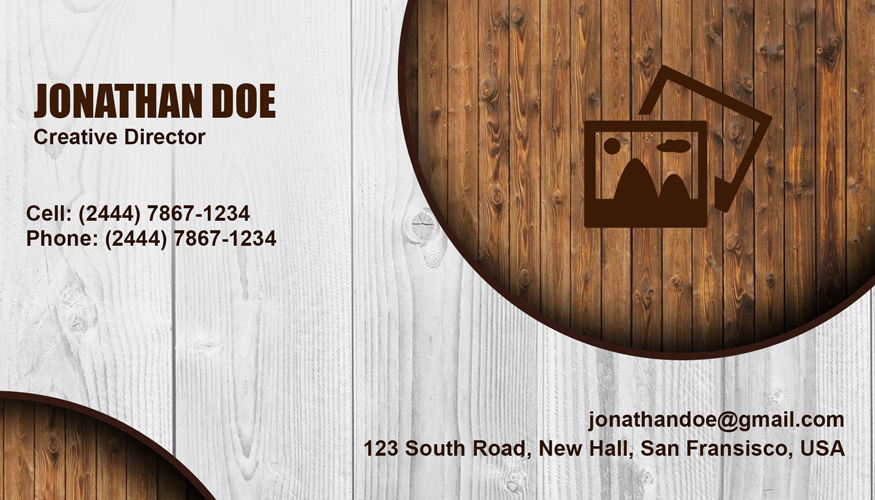 JONATHAN DOE
Creative Director
Cell: (2444) 7867-1234
Phone: (2444) 7867-1234
jonathandoe@gmail.com
123 South Road, New Hall, San Fransisco, USA